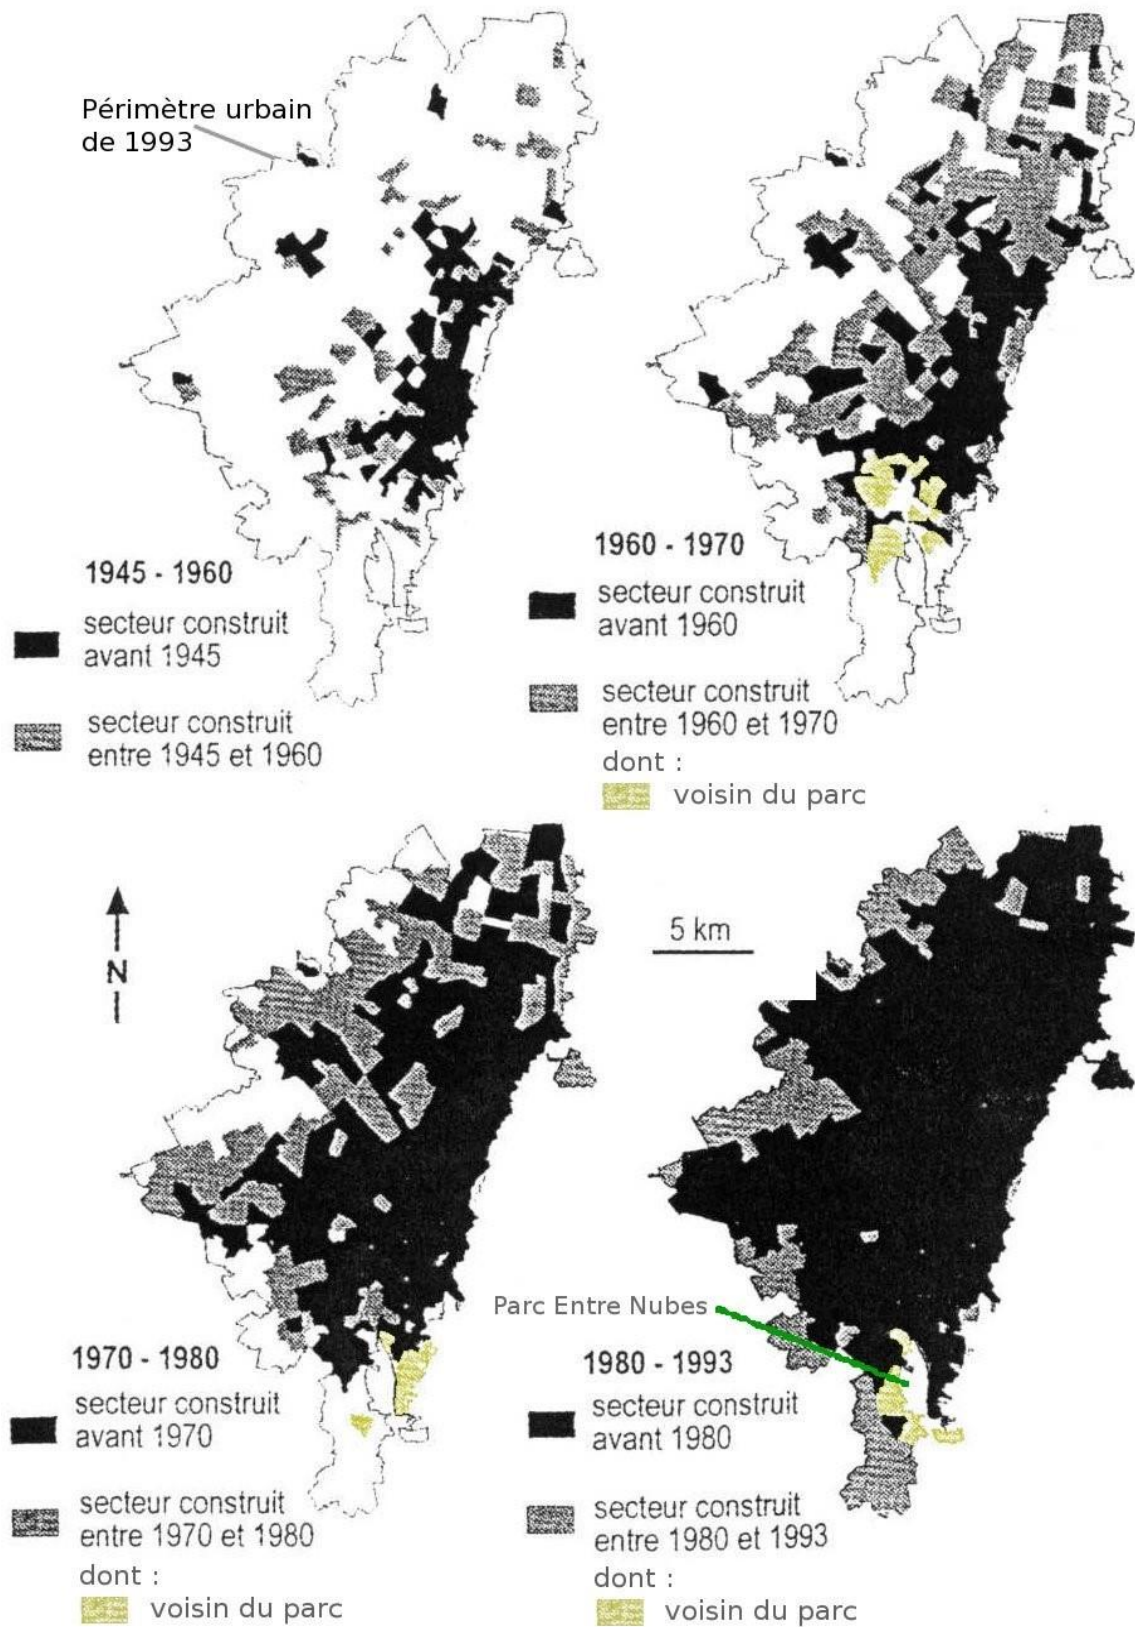 Périmètre urbain
de 1993
1945 - 1960
secteur construit
avant 1945
secteur construit
entre 1945 et 1960
1960 - 1970
secteur construit
avant 1960
secteur construit
entre 1960 et 1970
dont :
voisin du parc
N
5 km
1970 - 1980
secteur construit
avant 1970
secteur construit
entre 1970 et 1980
dont :
voisin du parc
Parc Entre Nubes
1980 - 1993
secteur construit
avant 1980
secteur construit
entre 1980 et 1993
dont :
voisin du parc